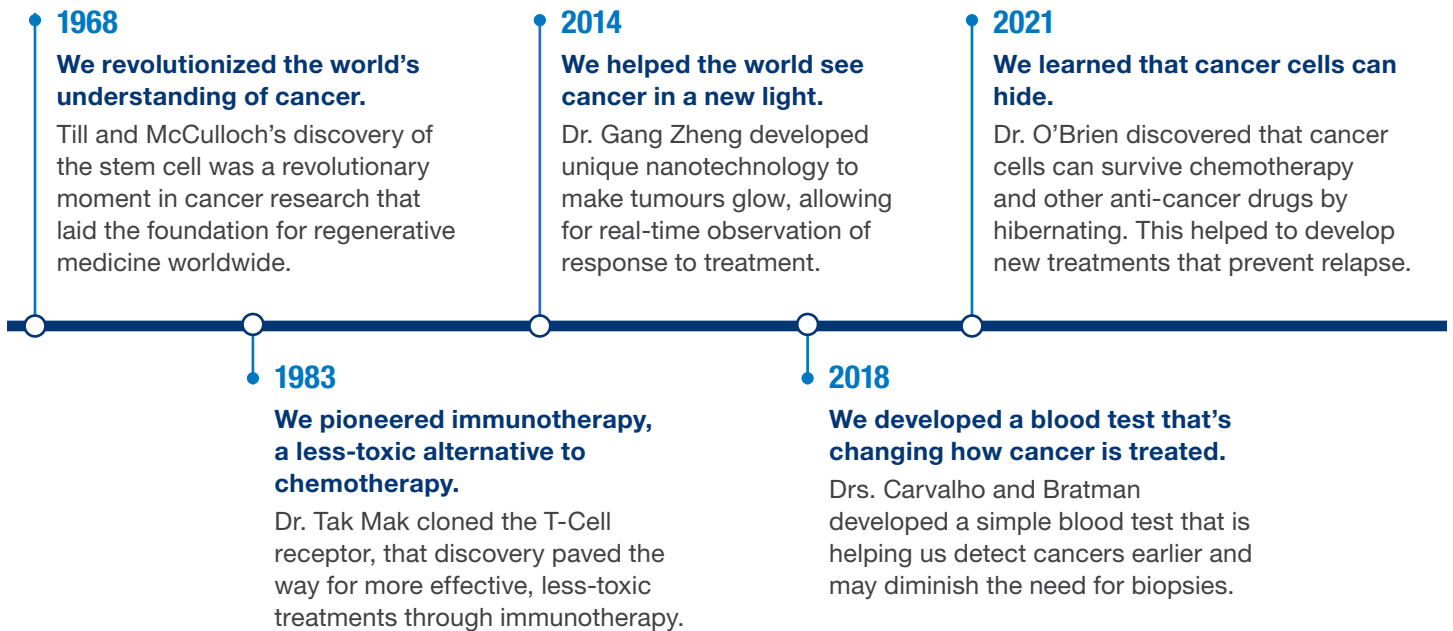 1968
We revolutionized the world's
understanding of cancer.
Till and McCulloch's discovery of
the stem cell was a revolutionary
moment in cancer research that
laid the foundation for regenerative
medicine worldwide.
2014
We helped the world see
cancer in a new light.
Dr. Gang Zheng developed
unique nanotechnology to
make tumours glow, allowing
for real-time observation of
response to treatment.
2021
We learned that cancer cells can
hide.
Dr. O'Brien discovered that cancer
cells can survive chemotherapy
and other anti-cancer drugs by
hibernating. This helped to develop
new treatments that prevent relapse.
1983
We pioneered immunotherapy,
a less-toxic alternative to
chemotherapy.
Dr. Tak Mak cloned the T-Cell
receptor, that discovery paved the
way for more effective, less-toxic
treatments through immunotherapy.
2018
We developed a blood test that's
changing how cancer is treated.
Drs. Carvalho and Bratman
developed a simple blood test that is
helping us detect cancers earlier and
may diminish the need for biopsies.